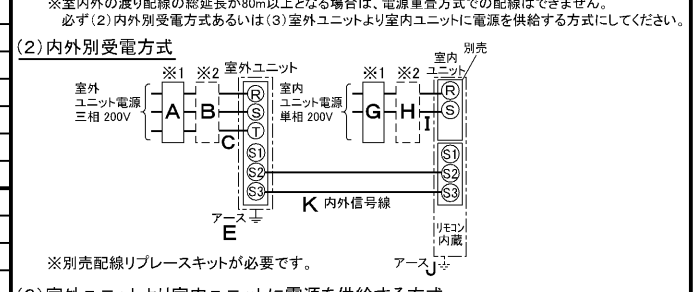 ※室内外の渡り配線の総延長が80m以上となる場合は、電源重畳方式での配線はできません。
必ず(2)内外別受電方式あるいは(3)室外ユニットより室内ユニットに電源を供給する方式にしてください。
(2)内外別受電方式
※1 ※2 室外ユニット
室外
ユニット電源
三相 200V
A B C
R
S
T
S1
S2
S3
アース
E
※1 ※2
室内
ユニット
別売
室内
ユニット電源
単相 200V
G H I
R
S
S1
S2
S3
K 内外信号線
リモコン
内蔵
アース J
※別売配線リプレースキットが必要です。
(3)室外ユニットより室内ユニットに電源を供給する方式